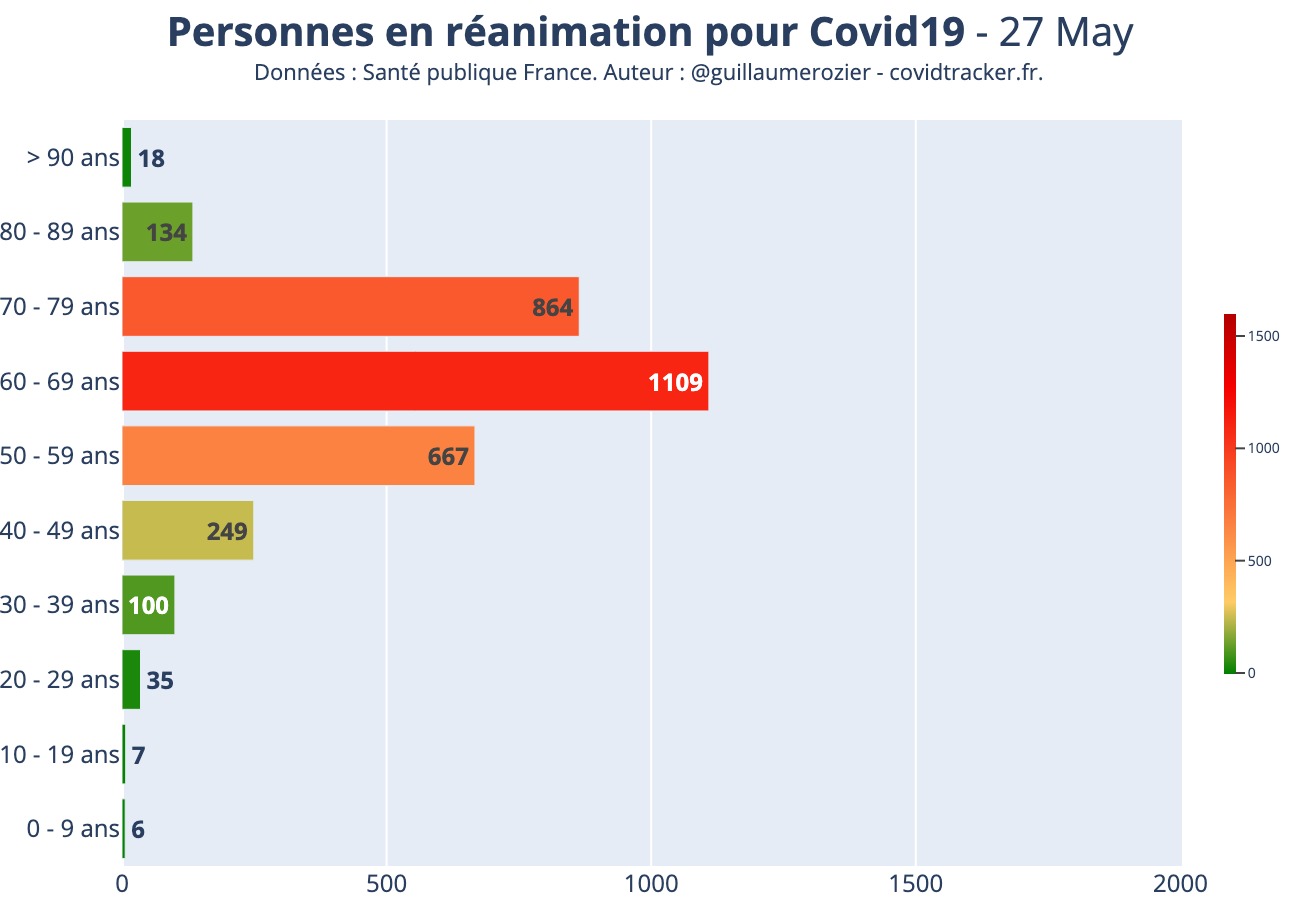 Personnes en réanimation pour Covid19 - 27 May
Données : Santé publique France. Auteur : @guillaumerozier - covidtracker.fr.
> 90 ans 18
80 - 89 ans 134
70 - 79 ans 864
60 - 69 ans 1109
50 - 59 ans 667
40 - 49 ans 249
30 - 39 ans 100
20 - 29 ans 35
10 - 19 ans 7
0 - 9 ans 6
0 500 1000 1500 2000
1500
1000
500
0